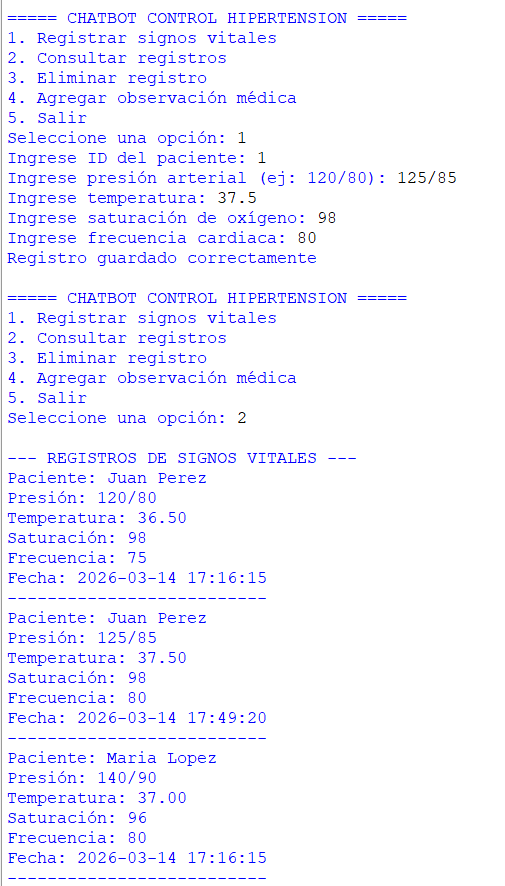 ===== CHATBOT CONTROL HIPERTENSION =====
1. Registrar signos vitales
2. Consultar registros
3. Eliminar registro
4. Agregar observación médica
5. Salir
Seleccione una opción: 1
Ingrese ID del paciente: 1
Ingrese presión arterial (ej: 120/80): 125/85
Ingrese temperatura: 37.5
Ingrese saturación de oxígeno: 98
Ingrese frecuencia cardiaca: 80
Registro guardado correctamente

===== CHATBOT CONTROL HIPERTENSION =====
1. Registrar signos vitales
2. Consultar registros
3. Eliminar registro
4. Agregar observación médica
5. Salir
Seleccione una opción: 2

--- REGISTROS DE SIGNOS VITALES ---
Paciente: Juan Perez
Presión: 120/80
Temperatura: 36.50
Saturación: 98
Frecuencia: 75
Fecha: 2026-03-14 17:16:15
--------------------------
Paciente: Juan Perez
Presión: 125/85
Temperatura: 37.50
Saturación: 98
Frecuencia: 80
Fecha: 2026-03-14 17:49:20
--------------------------
Paciente: Maria Lopez
Presión: 140/90
Temperatura: 37.00
Saturación: 96
Frecuencia: 80
Fecha: 2026-03-14 17:16:15
--------------------------